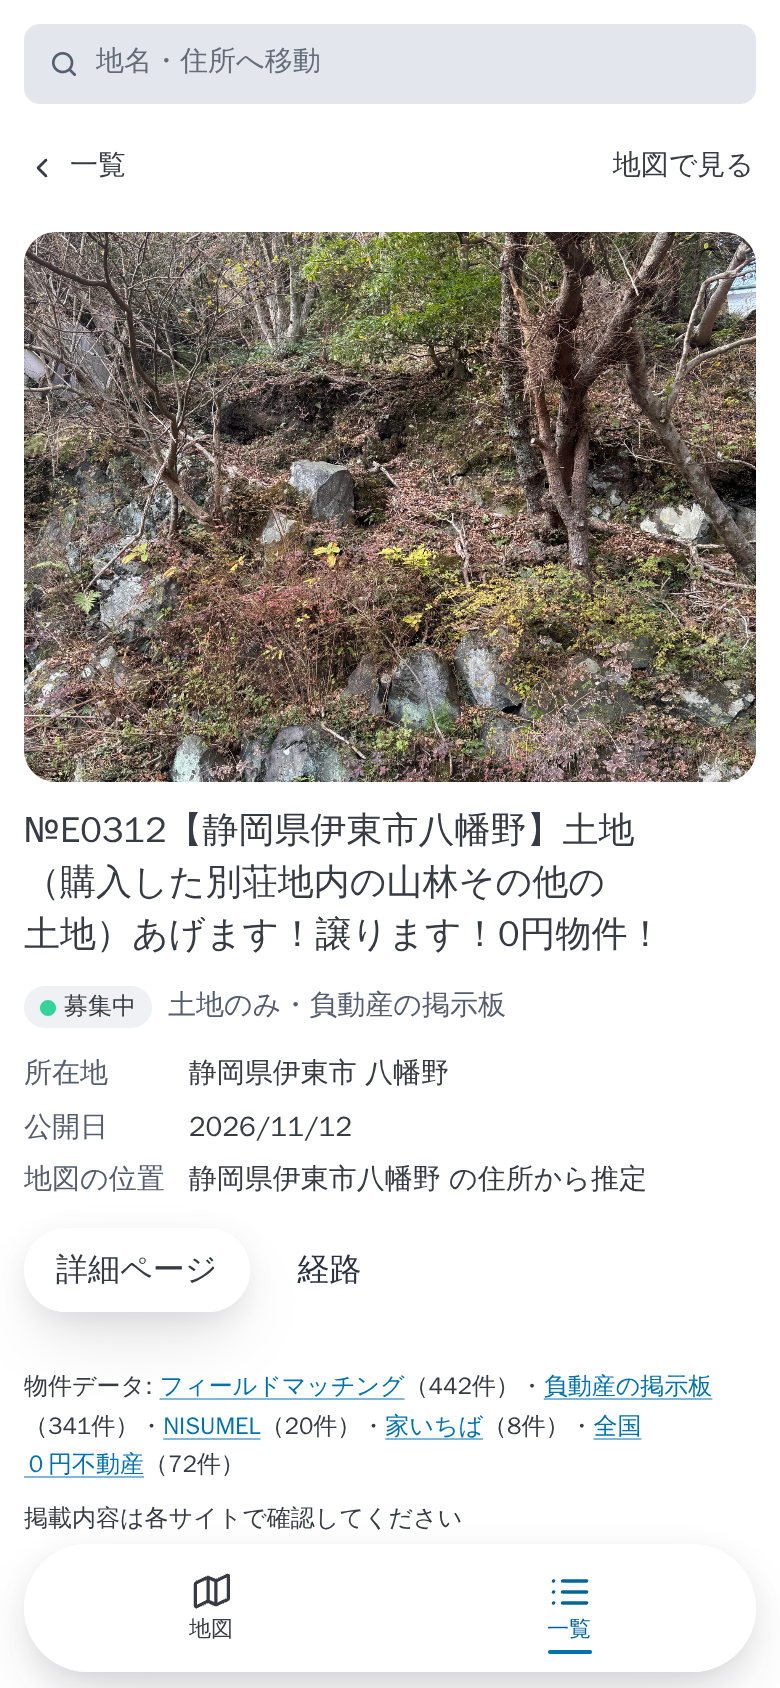 地名・住所へ移動
一覧
地図で見る
№E0312【静岡県伊東市八幡野】土地
（購入した別荘地内の山林その他の
土地）あげます！譲ります！0円物件！
募集中
土地のみ・負動産の掲示板
所在地 静岡県伊東市 八幡野
公開日 2026/11/12
地図の位置 静岡県伊東市八幡野 の住所から推定
詳細ページ
経路
物件データ: フィールドマッチング（442件）・負動産の掲示板
（341件）・NISUMEL（20件）・家いちば（8件）・全国
０円不動産（72件）
掲載内容は各サイトで確認してください
地図
一覧